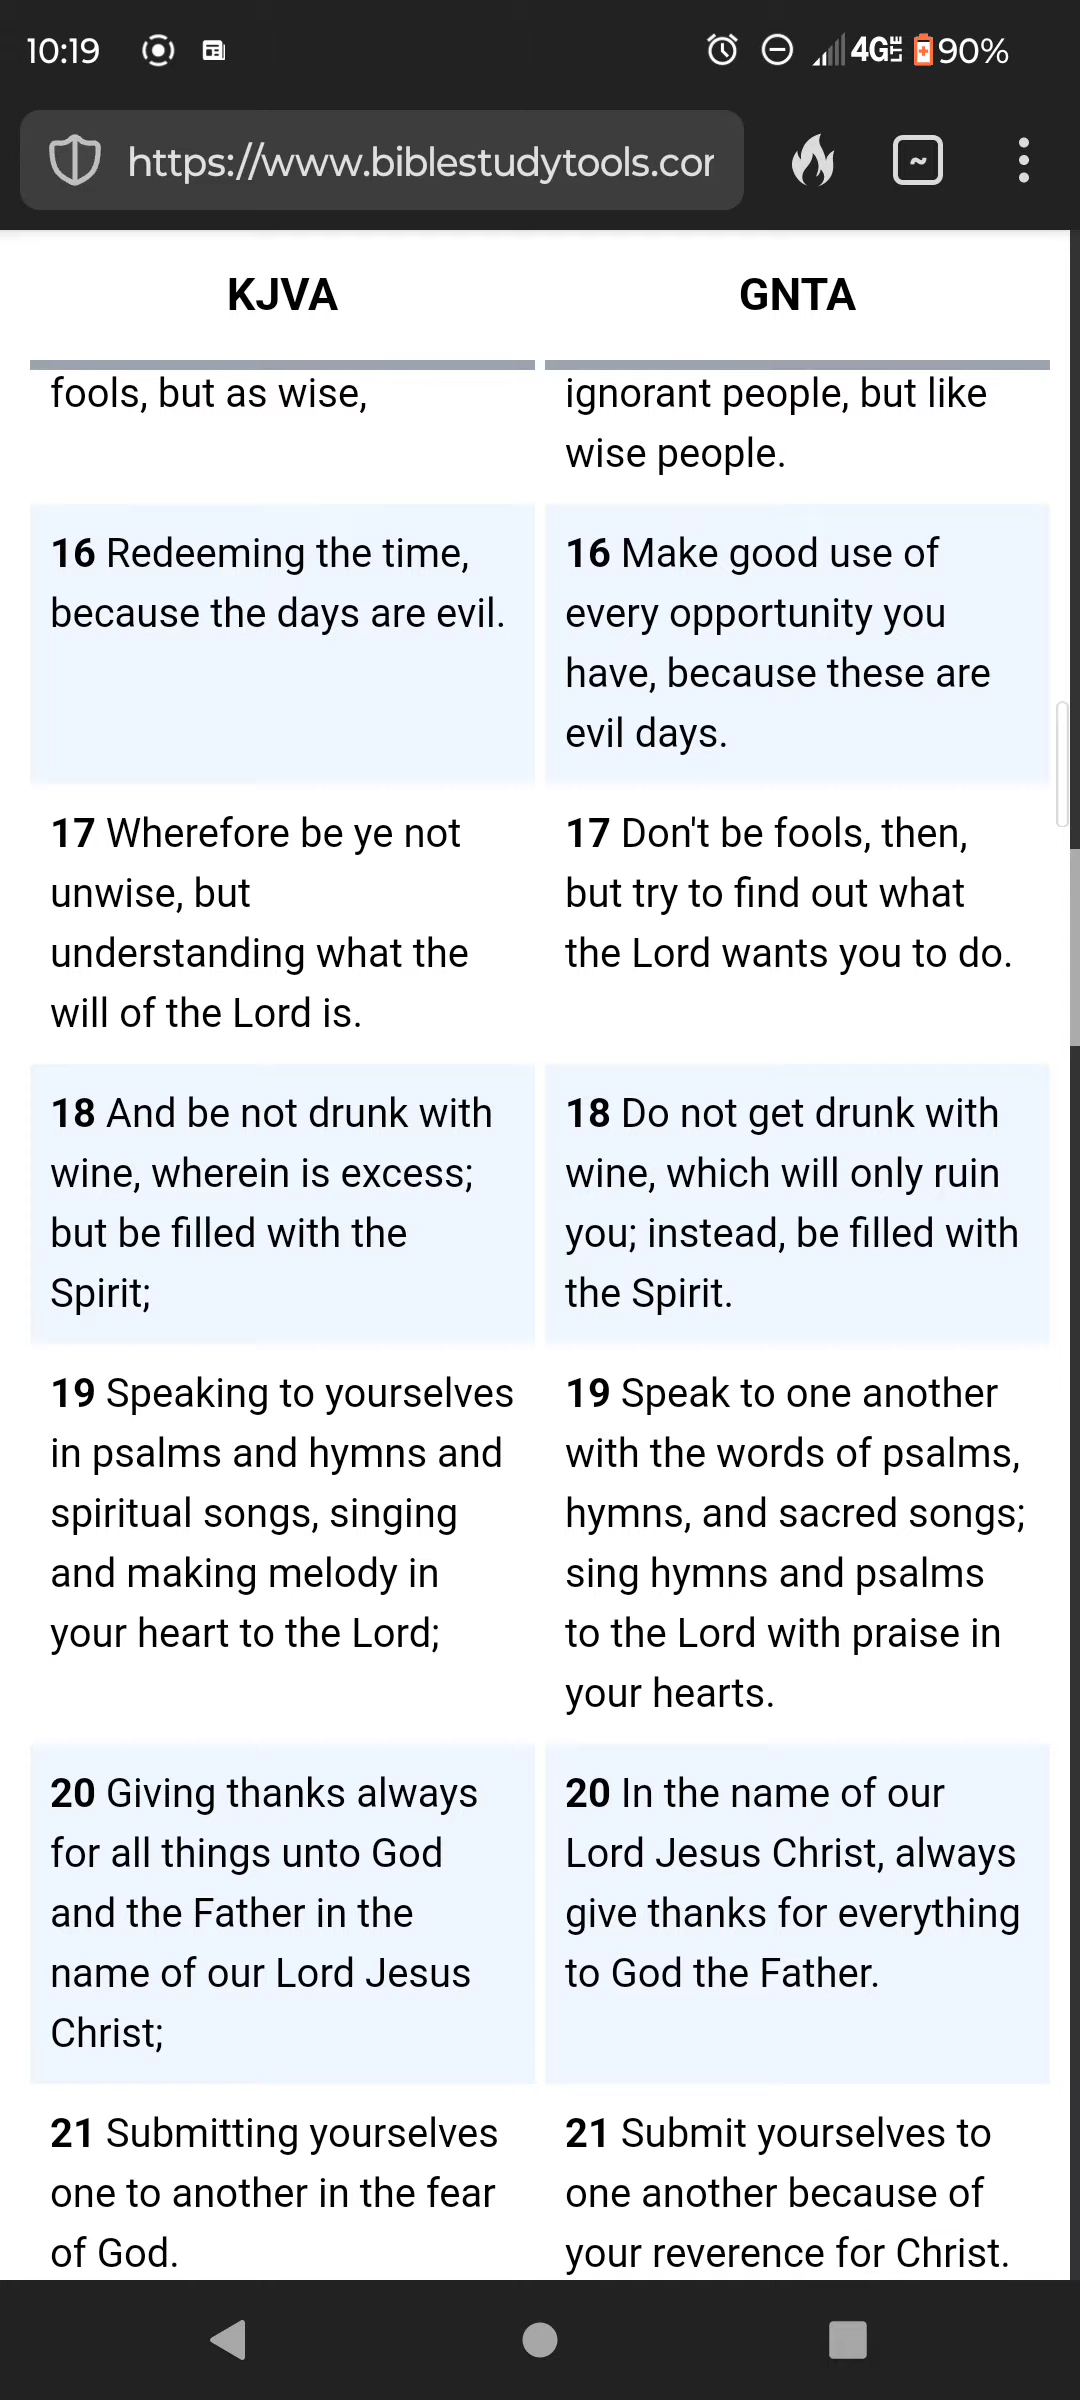 10:19
4G LTE 90%
https://www.biblestudytools.cor
~
KJVA
fools, but as wise,
16 Redeeming the time,
because the days are evil.
17 Wherefore be ye not
unwise, but
understanding what the
will of the Lord is.
18 And be not drunk with
wine, wherein is excess;
but be filled with the
Spirit;
19 Speaking to yourselves
in psalms and hymns and
spiritual songs, singing
and making melody in
your heart to the Lord;
20 Giving thanks always
for all things unto God
and the Father in the
name of our Lord Jesus
Christ;
21 Submitting yourselves
one to another in the fear
of God.
GNTA
ignorant people, but like
wise people.
16 Make good use of
every opportunity you
have, because these are
evil days.
17 Don't be fools, then,
but try to find out what
the Lord wants you to do.
18 Do not get drunk with
wine, which will only ruin
you; instead, be filled with
the Spirit.
19 Speak to one another
with the words of psalms,
hymns, and sacred songs;
sing hymns and psalms
to the Lord with praise in
your hearts.
20 In the name of our
Lord Jesus Christ, always
give thanks for everything
to God the Father.
21 Submit yourselves to
one another because of
your reverence for Christ.